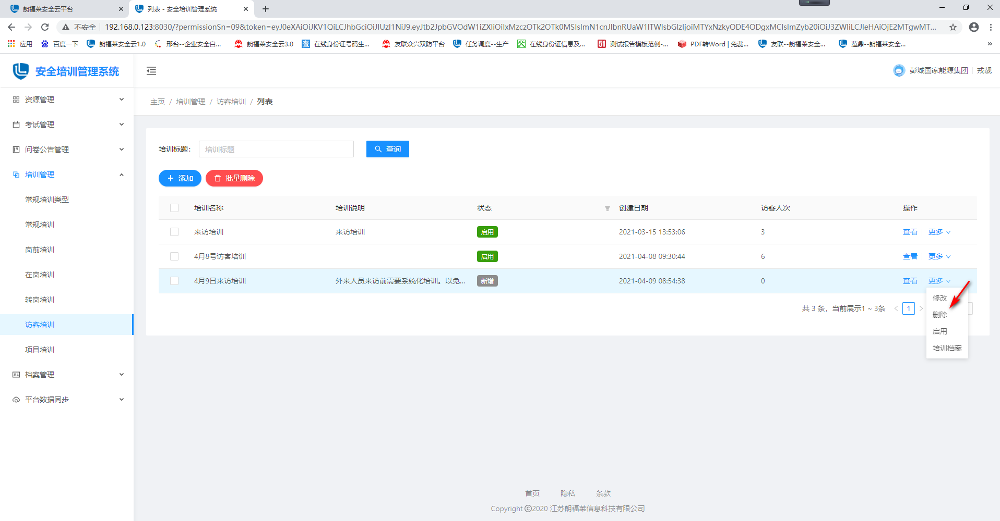 朗福莱安全云平台
列表 - 安全培训管理系统
不安全
192.168.0.123:8030/?permissionSn=09&token=eyJ0eXAiOiJKV1QiLCJhbGciOiJIUzI1NiJ9.eyJtb2JpbGVOdW1iZXIiOiIxMzczOTk2OTk0MSIsImN1cnJlbnRUaW1lTWlsbGlzIjoiMTYxNzkyODE4ODgxMCIsImZyb20iOiJ3ZWIiLCJleHAiOjE2MTgwMT...
应用
百度一下
朗福莱安全云1.0
邢台--企业安全自...
朗福莱安全云3.0
查
在线身份证号码生...
友联众兴双防平台
任务调度--生产
在线身份证信息及...
51
测试报告模板范例-...
PDF转Word | 免费...
友联--朗福莱安全...
蕴鼎--朗福莱安全...
安全培训管理系统
彭城国家能源集团
戎靓
资源管理
考试管理
问卷公告管理
培训管理
常规培训类型
常规培训
岗前培训
在岗培训
转岗培训
访客培训
项目培训
档案管理
平台数据同步
主页 / 培训管理 / 访客培训 / 列表
培训标题：
培训标题
查询
添加
批量删除
培训名称 培训说明 状态 创建日期 访客人次 操作
来访培训 来访培训 启用 2021-03-15 13:53:06 3 查看 更多
4月8号访客培训 启用 2021-04-08 09:30:44 6 查看 更多
4月9日来访培训 外来人员来访前需要系统化培训。以免... 新增 2021-04-09 08:54:38 0 查看 更多
共 3 条，当前展示1 ~ 3条 < 1 >
修改
删除
启用
培训档案
首页 隐私 条款
Copyright ©2020 江苏朗福莱信息科技有限公司